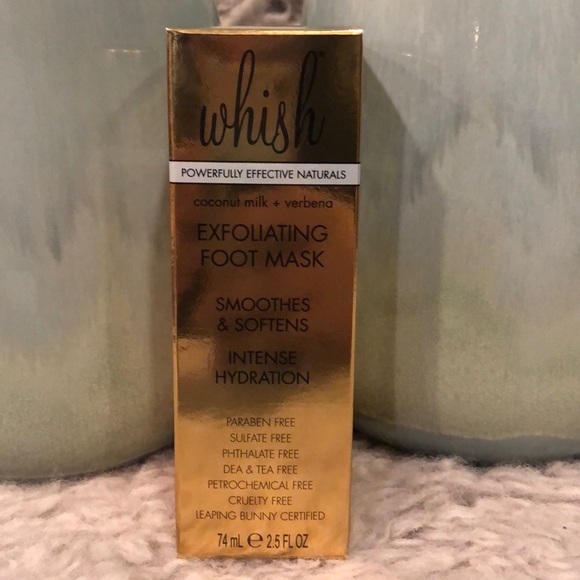 whish
POWERFULLY EFFECTIVE NATURALS
coconut milk + verbena
EXFOLIATING
FOOT MASK
SMOOTHES
& SOFTENS
INTENSE
HYDRATION
PARABEN FREE
SULFATE FREE
PHTHALATE FREE
DEA & TEA FREE
PETROCHEMICAL FREE
CRUELTY FREE
LEAPING BUNNY CERTIFIED
74 mL ℮ 2.5 FL OZ